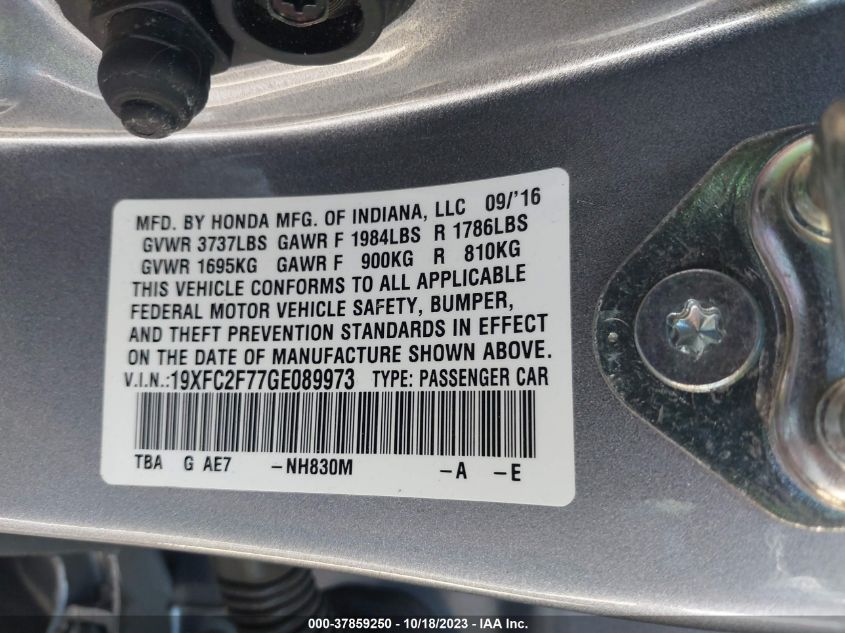 MFD. BY HONDA MFG. OF INDIANA, LLC 09/'16
GVWR 3737LBS GAWR F 1984LBS R 1786LBS
GVWR 1695KG GAWR F 900KG R 810KG
THIS VEHICLE CONFORMS TO ALL APPLICABLE
FEDERAL MOTOR VEHICLE SAFETY, BUMPER,
AND THEFT PREVENTION STANDARDS IN EFFECT
ON THE DATE OF MANUFACTURE SHOWN ABOVE.
V.I.N.:19XFC2F77GE089973 TYPE: PASSENGER CAR
TBA G AE7 -NH830M -A -E
000-37859250 - 10/18/2023 - IAA Inc.